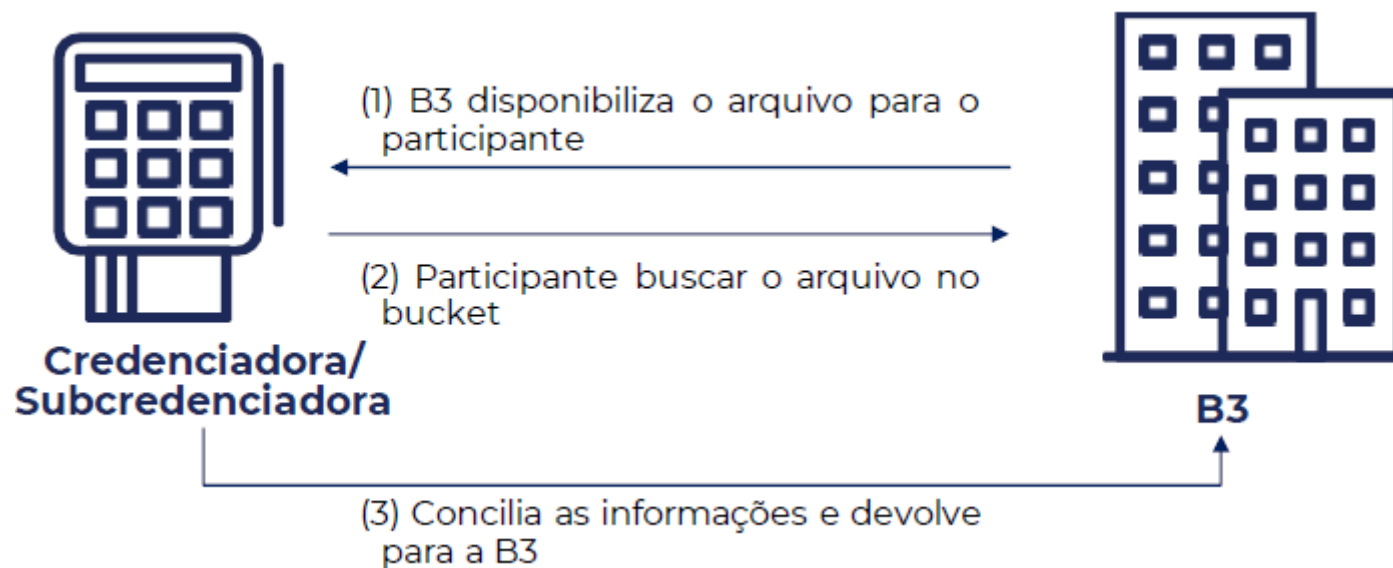 (1) B3 disponibiliza o arquivo para o
participante
(2) Participante buscar o arquivo no
bucket
Credenciadora/
Subcredenciadora
B3
(3) Concilia as informações e devolve
para a B3